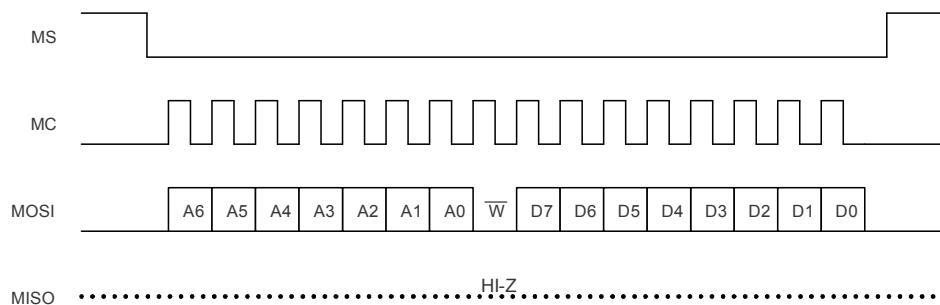 MS
MC
MOSI A6 A5 A4 A3 A2 A1 A0 W̅ D7 D6 D5 D4 D3 D2 D1 D0
HI-Z
MISO